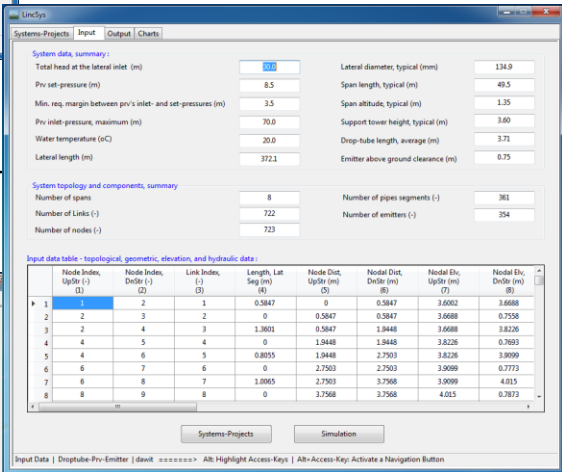 LincSys
Systems-Projects Input Output Charts
System data, summary :
Total head at the lateral inlet (m) 30.0 Lateral diameter, typical (mm) 134.9
Prv set-pressure (m) 8.5 Span length, typical (m) 49.5
Min. req. margin between prv's inlet- and set-pressures (m) 3.5 Span altitude, typical (m) 1.35
Prv inlet-pressure, maximum (m) 70.0 Support tower height, typical (m) 3.60
Water temperature (oC) 20.0 Drop-tube length, average (m) 3.71
Lateral length (m) 372.1 Emitter above ground clearance (m) 0.75
System topology and components, summary
Number of spans 8 Number of pipes segments (-) 361
Number of Links (-) 722 Number of emitters (-) 354
Number of nodes (-) 723
Input data table - topological, geometric, elevation, and hydraulic data :
Node Index, Node Index, Link Index, Length, Lat Node Dist, Nodal Dist, Nodal Elv, Nodal Elv,
UpStr (-) DnStr (-) (-) Seg (m) UpStr (m) DnStr (m) UpStr (m) DnStr (m)
(1) (2) (3) (4) (5) (6) (7) (8)
1 1 2 1 0.5847 0 0.5847 3.6002 3.6688
2 2 3 2 0 0.5847 0.5847 3.6688 0.7558
3 2 4 3 1.3601 0.5847 1.9448 3.6688 3.8226
4 4 5 4 0 1.9448 1.9448 3.8226 0.7693
5 4 6 5 0.8055 1.9448 2.7503 3.8226 3.9099
6 6 7 6 0 2.7503 2.7503 3.9099 0.7773
7 6 8 7 1.0065 2.7503 3.7568 3.9099 4.015
8 8 9 8 0 3.7568 3.7568 4.015 0.7873
Systems-Projects Simulation
Input Data | Droptube-Prv-Emitter | dawit =======> Alt: Highlight Access-Keys | Alt+Access-Key: Activate a Navigation Button